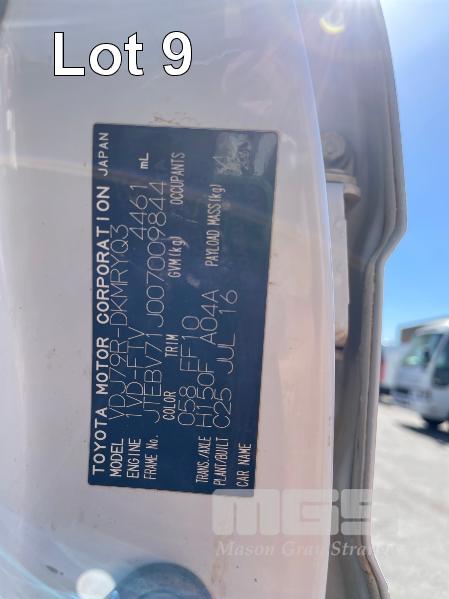 Lot 9
TOYOTA MOTOR CORPORATION JAPAN
MODEL VDJ79R-DKMRYQ3
ENGINE 1VD-FTV 4461 mL
FRAME No. JTEBV71J007009844
COLOR TRIM GVM(kg) / OCCUPANTS
058 EF10
TRANS./AXLE H150F A04A PAYLOAD MASS(kg)
PLANT/BUILT C25 JUL 16
CAR NAME
MGS
Mason Gray Strange